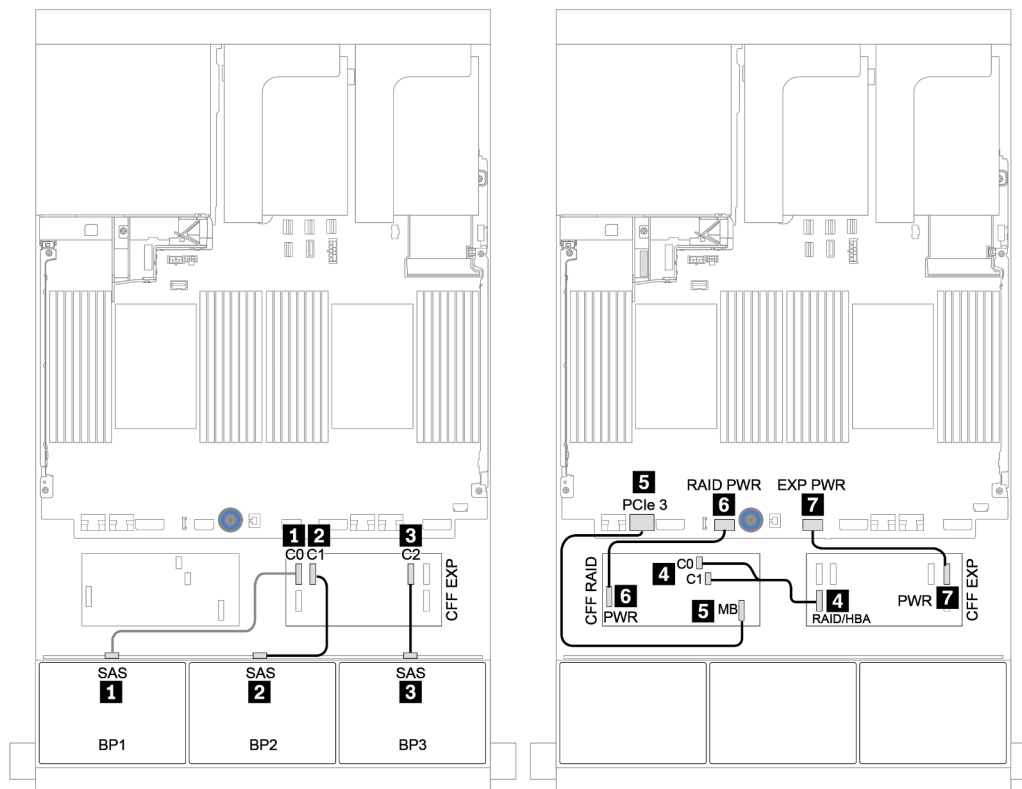 1 2 3
C0 C1 C2
CFF EXP
SAS SAS SAS
1 2 3
BP1 BP2 BP3
5 RAID PWR EXP PWR
PCIe 3 6 7
CFF RAID
C0
4 C1
6
PWR
5 MB
4
RAID/HBA
PWR 7
CFF EXP